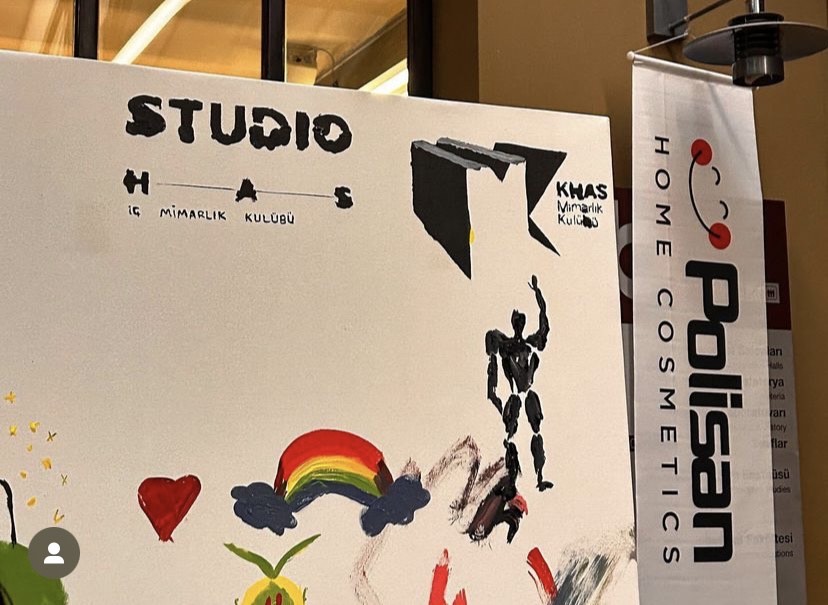 STUDIO
H A S
İÇ MİMARLIK KULÜBÜ
KHAS
Mimarlık
Kulübü
Polisan
HOME COSMETICS